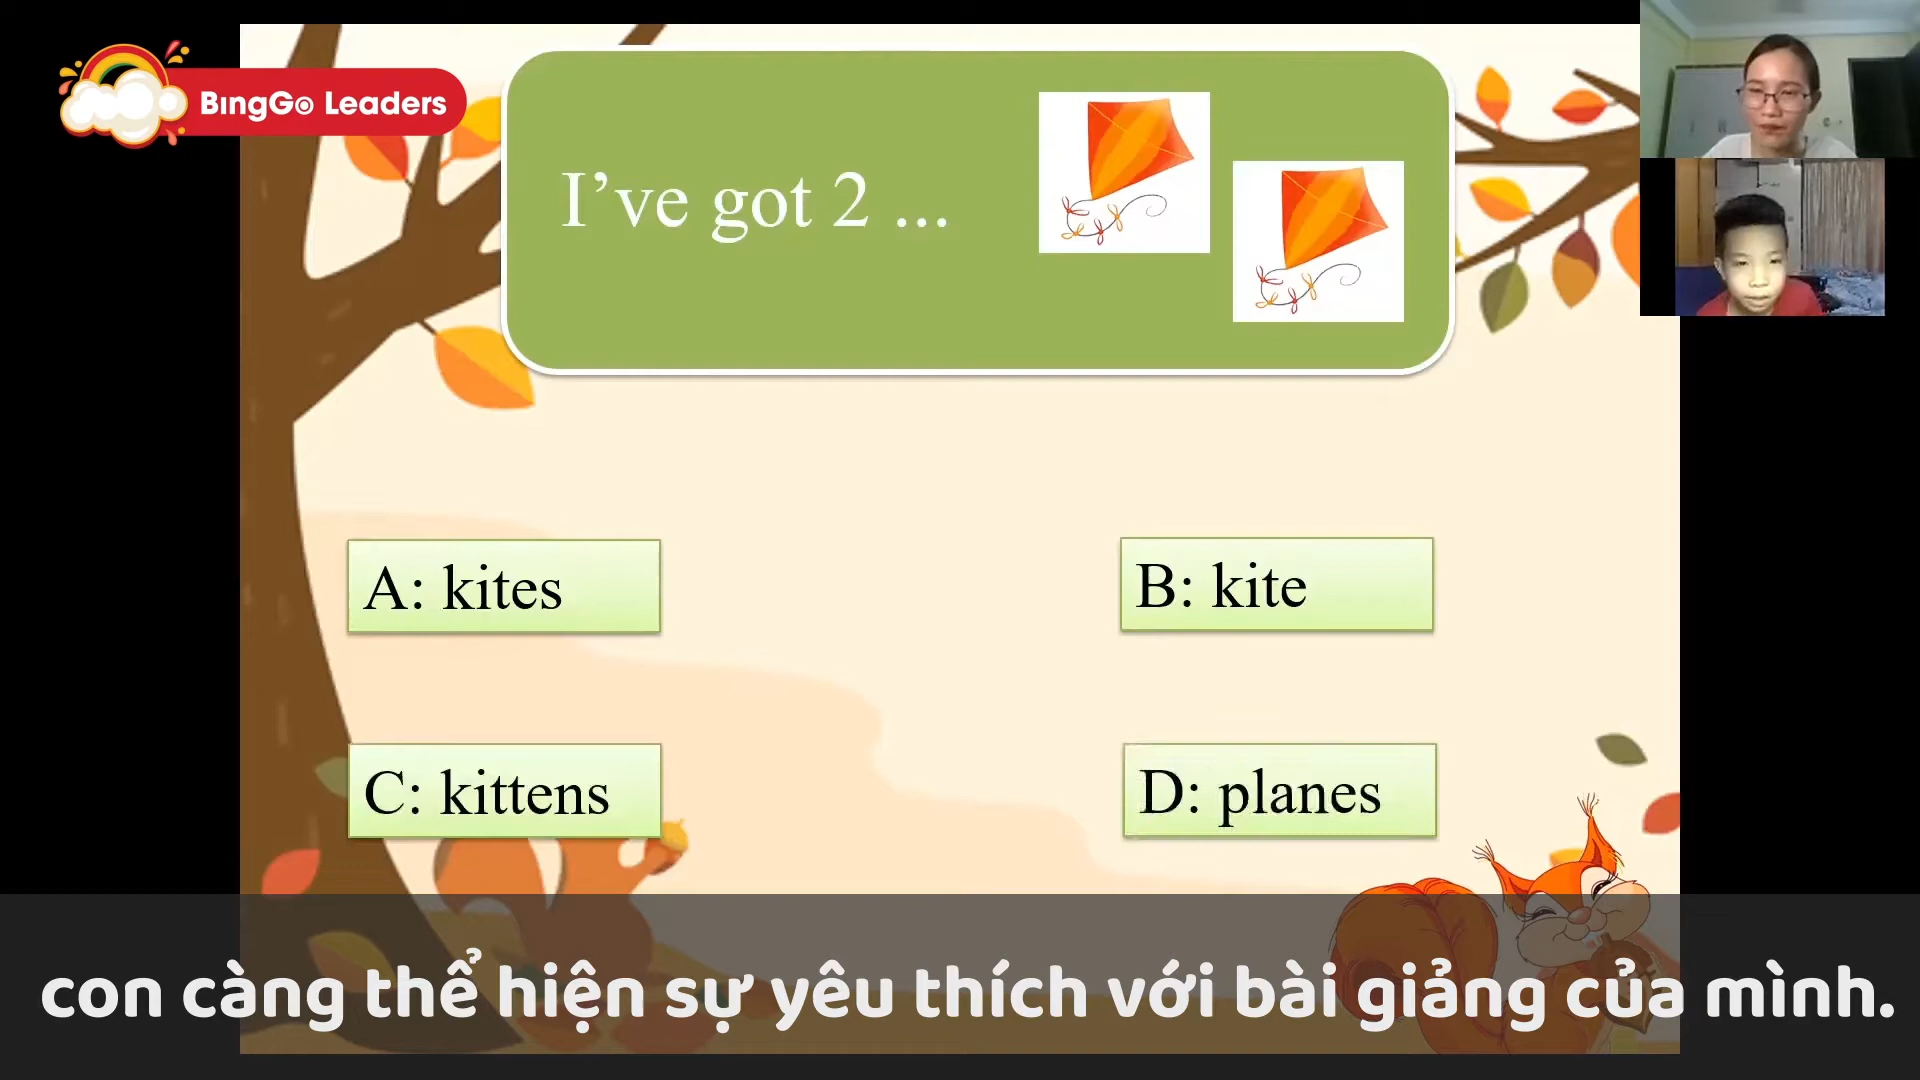 BingGo Leaders
I’ve got 2 ...
A: kites
B: kite
C: kittens
D: planes
con càng thể hiện sự yêu thích với bài giảng của mình.